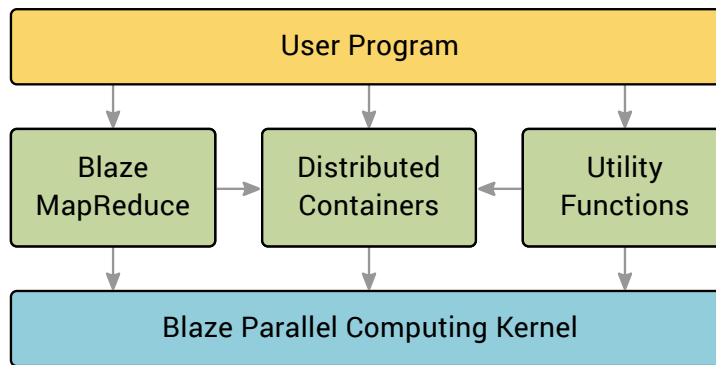 User Program
Blaze
MapReduce
Distributed
Containers
Utility
Functions
Blaze Parallel Computing Kernel